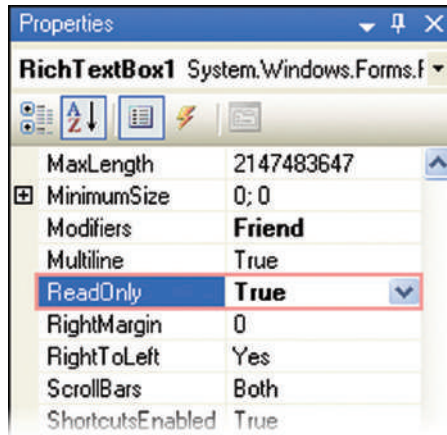 Properties
RichTextBox1 System.Windows.Forms.F
MaxLength 2147483647
MinimumSize 0; 0
Modifiers Friend
Multiline True
ReadOnly True
RightMargin 0
RightToLeft Yes
ScrollBars Both
ShortcutsEnabled True